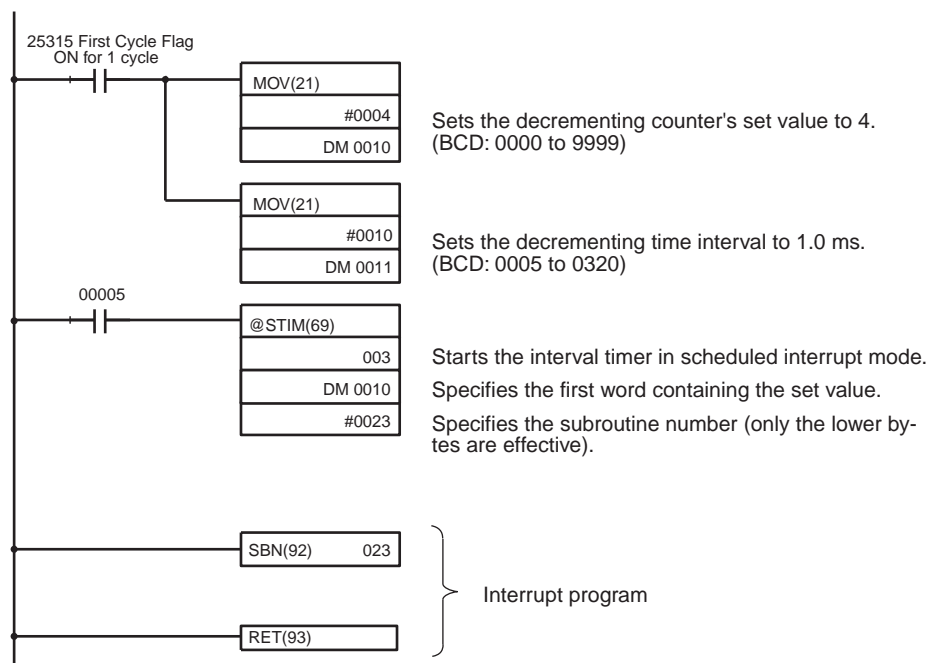 25315 First Cycle Flag
ON for 1 cycle
MOV(21)
#0004
DM 0010
Sets the decrementing counter's set value to 4.
(BCD: 0000 to 9999)
MOV(21)
#0010
DM 0011
Sets the decrementing time interval to 1.0 ms.
(BCD: 0005 to 0320)
00005
@STIM(69)
003
Starts the interval timer in scheduled interrupt mode.
DM 0010
Specifies the first word containing the set value.
#0023
Specifies the subroutine number (only the lower by-
tes are effective).
SBN(92) 023
Interrupt program
RET(93)